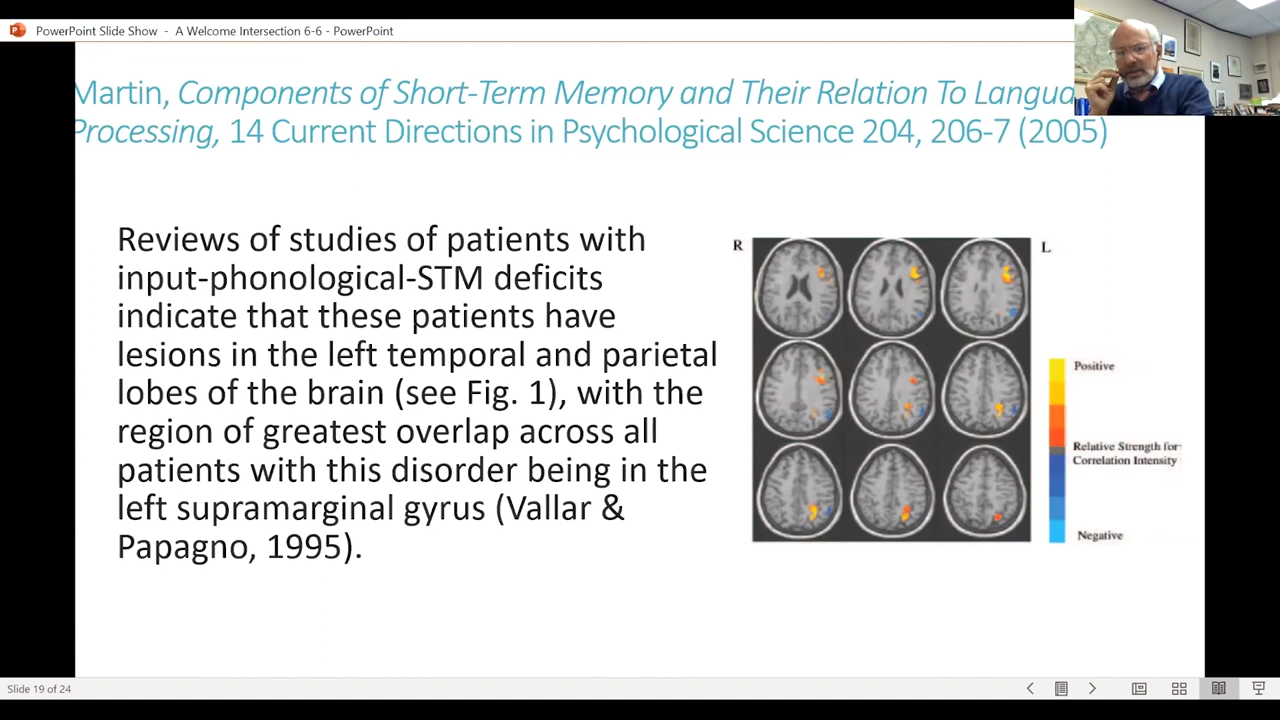 PowerPoint Slide Show - A Welcome Intersection 6-6 - PowerPoint
Martin, Components of Short-Term Memory and Their Relation To Langua
Processing, 14 Current Directions in Psychological Science 204, 206-7 (2005)
Reviews of studies of patients with
input-phonological-STM deficits
indicate that these patients have
lesions in the left temporal and parietal
lobes of the brain (see Fig. 1), with the
region of greatest overlap across all
patients with this disorder being in the
left supramarginal gyrus (Vallar &
Papagno, 1995).
R
L
Positive
Relative Strength for
Correlation Intensity
Negative
Slide 19 of 24